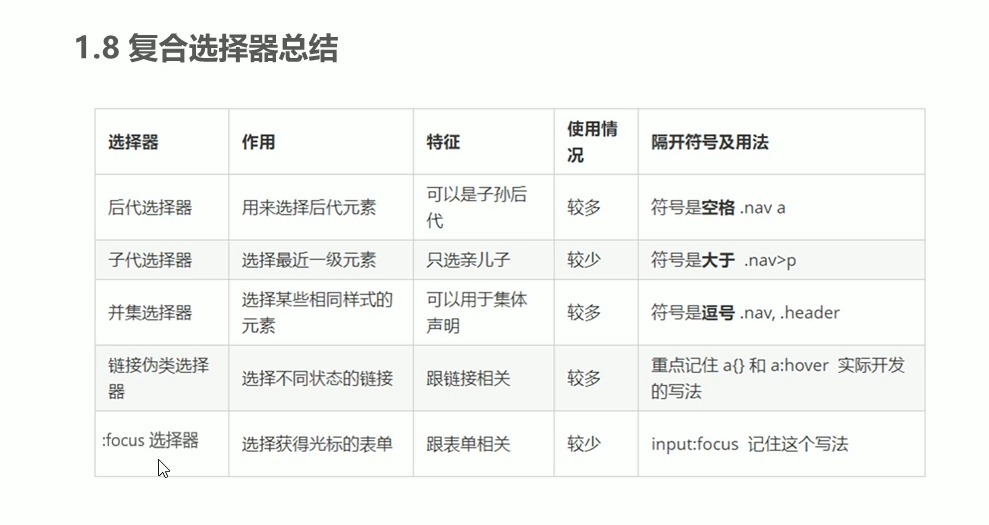 1.8 复合选择器总结
选择器 作用 特征 使用情况 隔开符号及用法
后代选择器 用来选择后代元素 可以是子孙后代 较多 符号是空格 .nav a
子代选择器 选择最近一级元素 只选亲儿子 较少 符号是大于 .nav>p
并集选择器 选择某些相同样式的元素 可以用于集体声明 较多 符号是逗号 .nav, .header
链接伪类选择器 选择不同状态的链接 跟链接相关 较多 重点记住 a{} 和 a:hover 实际开发的写法
:focus 选择器 选择获得光标的表单 跟表单相关 较少 input:focus 记住这个写法